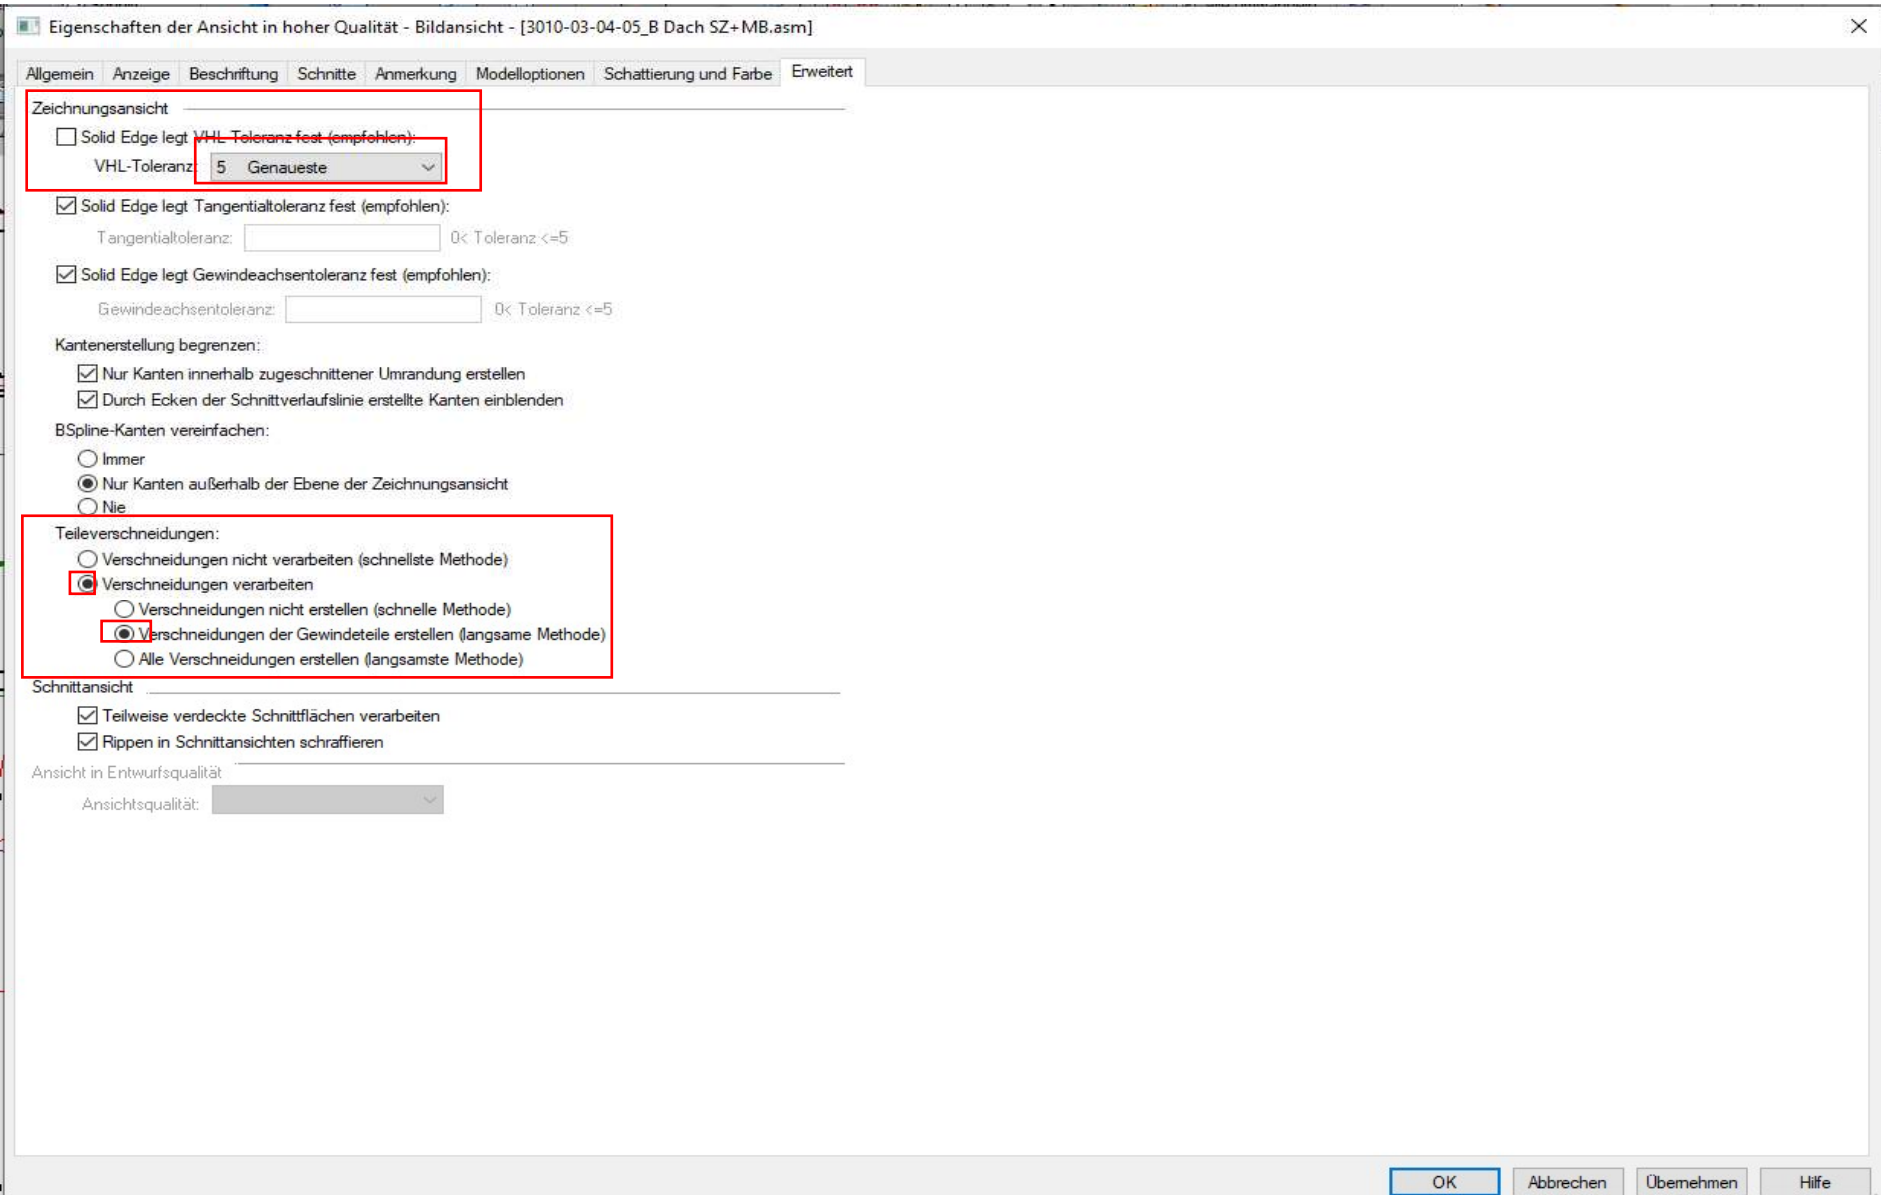 Eigenschaften der Ansicht in hoher Qualität - Bildansicht - [3010-03-04-05_B Dach SZ+MB.asm]
Allgemein Anzeige Beschriftung Schnitte Anmerkung Modelloptionen Schattierung und Farbe Erweitert
Zeichnungsansicht
Solid Edge legt VHL-Toleranz fest (empfohlen):
VHL-Toleranz: 5 Genaueste
Solid Edge legt Tangentialtoleranz fest (empfohlen):
Tangentialtoleranz: 0< Toleranz <=5
Solid Edge legt Gewindeachsentoleranz fest (empfohlen):
Gewindeachsentoleranz: 0< Toleranz <=5
Kantenerstellung begrenzen:
Nur Kanten innerhalb zugeschnittener Umrandung erstellen
Durch Ecken der Schnittverlaufslinie erstellte Kanten einblenden
BSpline-Kanten vereinfachen:
Immer
Nur Kanten außerhalb der Ebene der Zeichnungsansicht
Nie
Teileverschneidungen:
Verschneidungen nicht verarbeiten (schnellste Methode)
Verschneidungen verarbeiten
Verschneidungen nicht erstellen (schnelle Methode)
Verschneidungen der Gewindeteile erstellen (langsame Methode)
Alle Verschneidungen erstellen (langsamste Methode)
Schnittansicht
Teilweise verdeckte Schnittflächen verarbeiten
Rippen in Schnittansichten schraffieren
Ansicht in Entwurfsqualität
Ansichtsqualität:
OK Abbrechen Übernehmen Hilfe